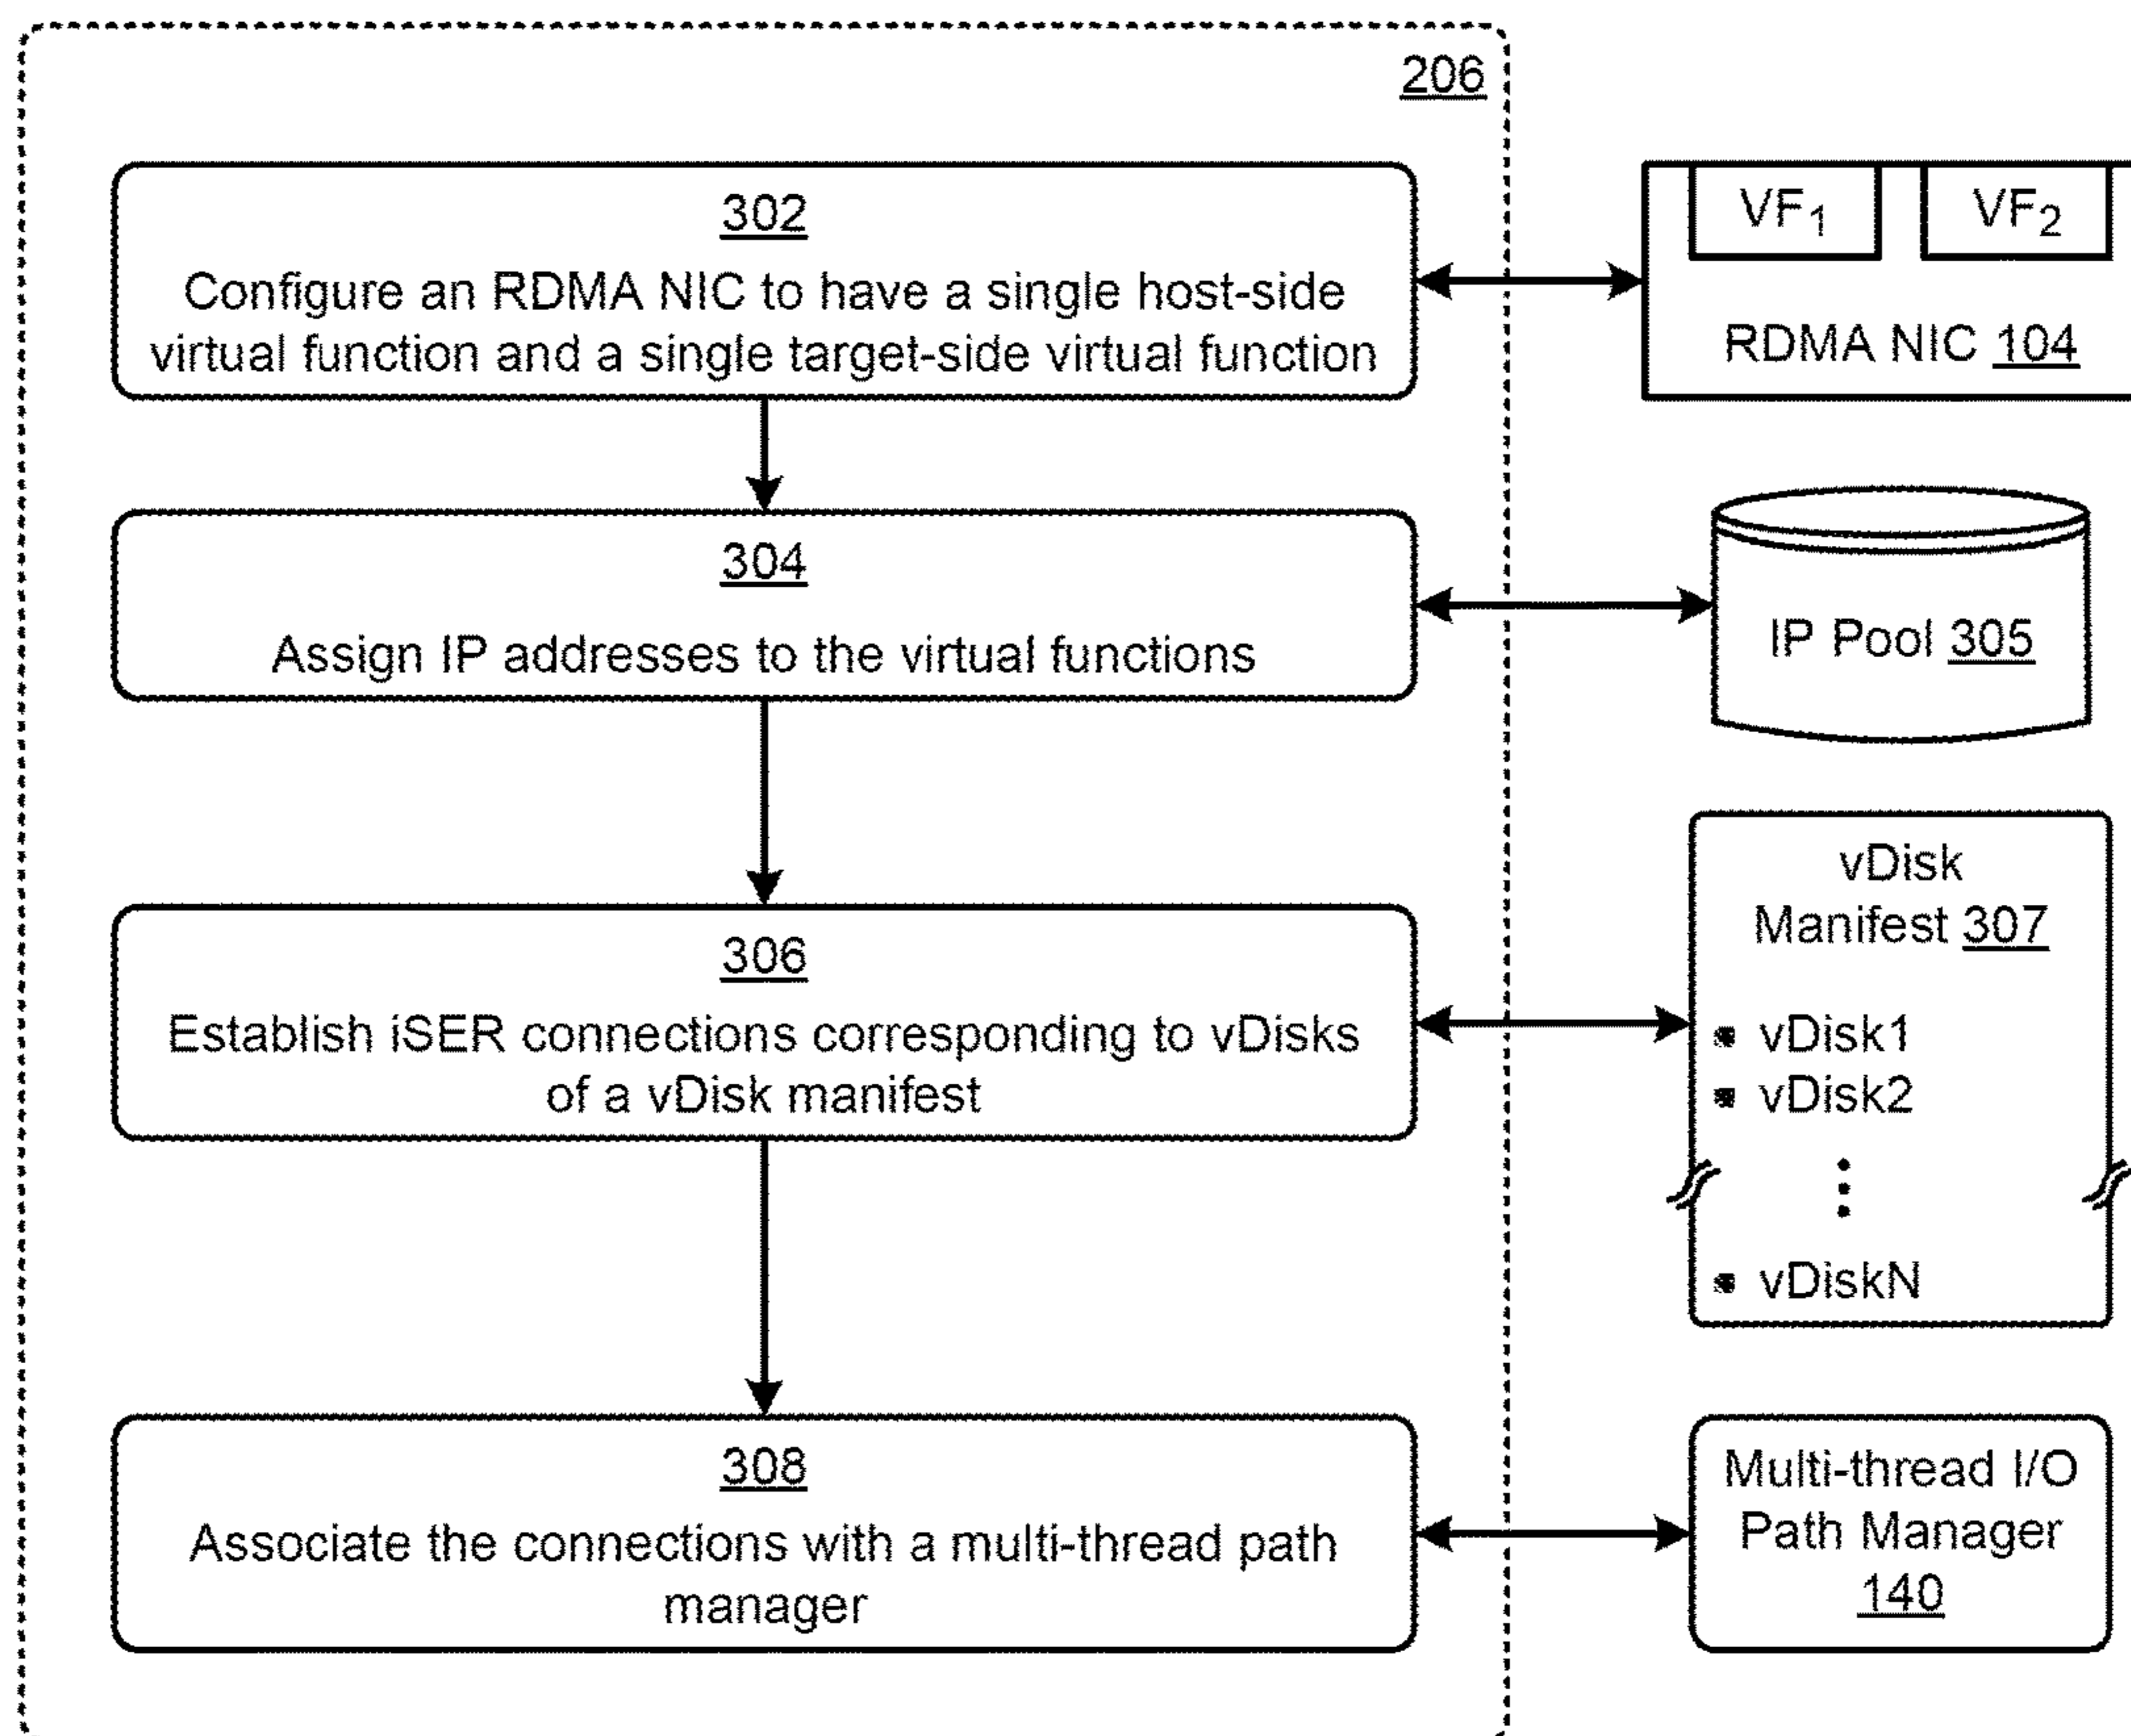 206
302
Configure an RDMA NIC to have a single host-side
virtual function and a single target-side virtual function
VF1
VF2
RDMA NIC 104
304
Assign IP addresses to the virtual functions
IP Pool 305
306
Establish iSER connections corresponding to vDisks
of a vDisk manifest
vDisk
Manifest 307
vDisk1
vDisk2
vDiskN
308
Associate the connections with a multi-thread path
manager
Multi-thread I/O
Path Manager
140